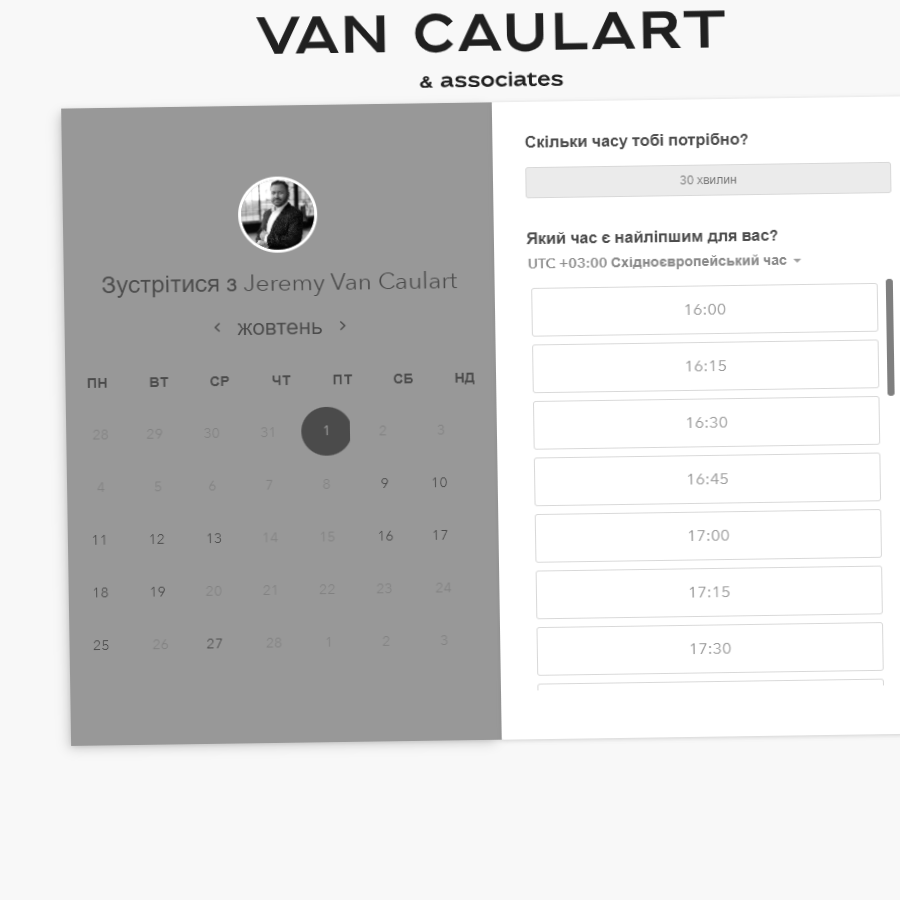 VAN CAULART
& associates
Зустрітися з Jeremy Van Caulart
жовтень
ПН ВТ СР ЧТ ПТ СБ НД
28 29 30 31 1 2 3
4 5 6 7 8 9 10
11 12 13 14 15 16 17
18 19 20 21 22 23 24
25 26 27 28 1 2 3
Скільки часу тобі потрібно?
30 хвилин
Який час є найліпшим для вас?
UTC +03:00 Східноєвропейський час
16:00
16:15
16:30
16:45
17:00
17:15
17:30